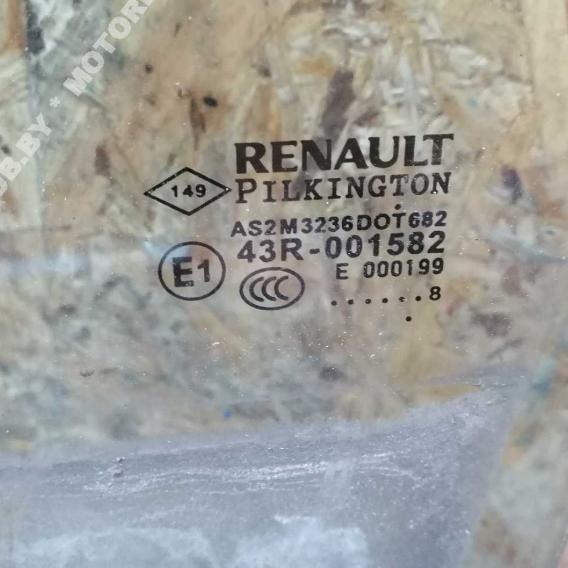 RENAULT
149
PILKINGTON
AS2M3236DOT682
43R-001582
E1
CCC
E 000199
......8
.